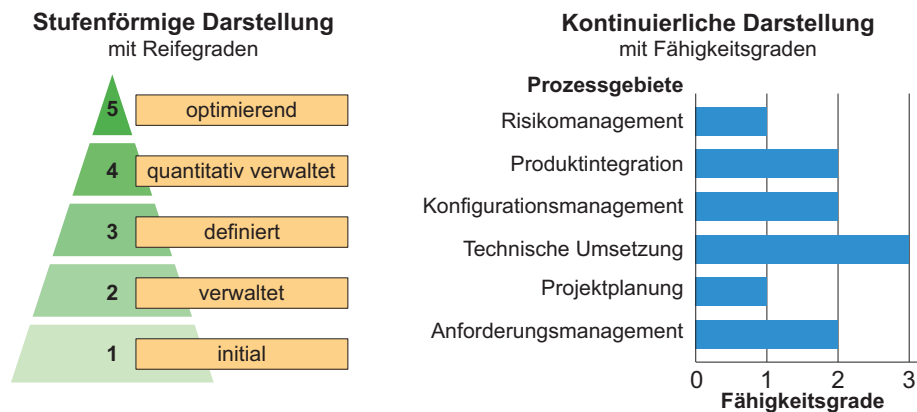 Stufenförmige Darstellung
mit Reifegraden
5 optimierend
4 quantitativ verwaltet
3 definiert
2 verwaltet
1 initial
Kontinuierliche Darstellung
mit Fähigkeitsgraden
Prozessgebiete
Risikomanagement
Produktintegration
Konfigurationsmanagement
Technische Umsetzung
Projektplanung
Anforderungsmanagement
0 1 2 3
Fähigkeitsgrade